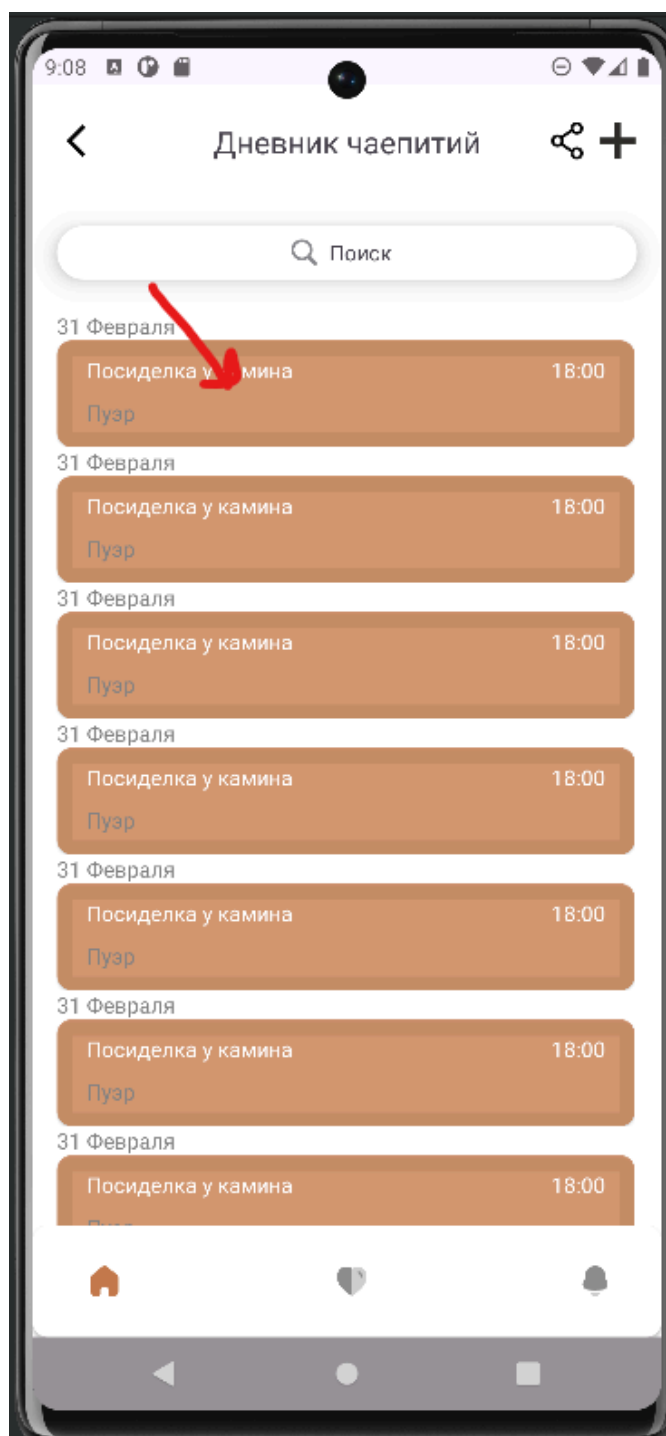 9:08
Дневник чаепитий
Поиск
31 Февраля
Посиделка у камина 18:00
Пуэр
31 Февраля
Посиделка у камина 18:00
Пуэр
31 Февраля
Посиделка у камина 18:00
Пуэр
31 Февраля
Посиделка у камина 18:00
Пуэр
31 Февраля
Посиделка у камина 18:00
Пуэр
31 Февраля
Посиделка у камина 18:00
Пуэр
31 Февраля
Посиделка у камина 18:00